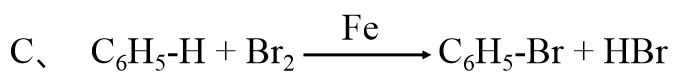 Fe
C、 C₆H₅-H + Br₂ ⟶ C₆H₅-Br + HBr